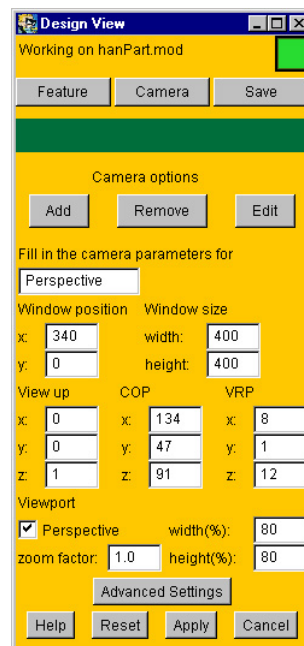 Design View
Working on hanPart.mod
Feature Camera Save
Camera options
Add Remove Edit
Fill in the camera parameters for
Perspective
Window position Window size
x: 340 width: 400
y: 0 height: 400
View up COP VRP
x: 0 x: 134 x: 8
y: 0 y: 47 y: 1
z: 1 z: 91 z: 12
Viewport
Perspective width(%): 80
zoom factor: 1.0 height(%): 80
Advanced Settings
Help Reset Apply Cancel